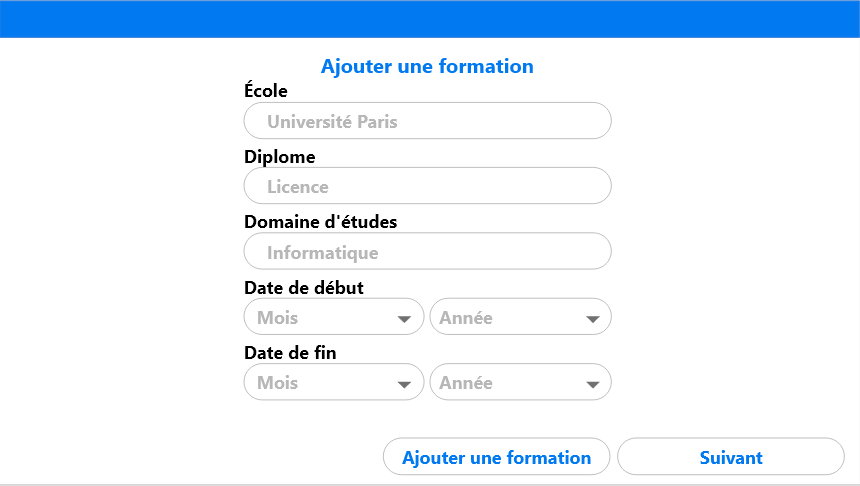 Ajouter une formation
École
Université Paris
Diplome
Licence
Domaine d'études
Informatique
Date de début
Mois Année
Date de fin
Mois Année
Ajouter une formation Suivant